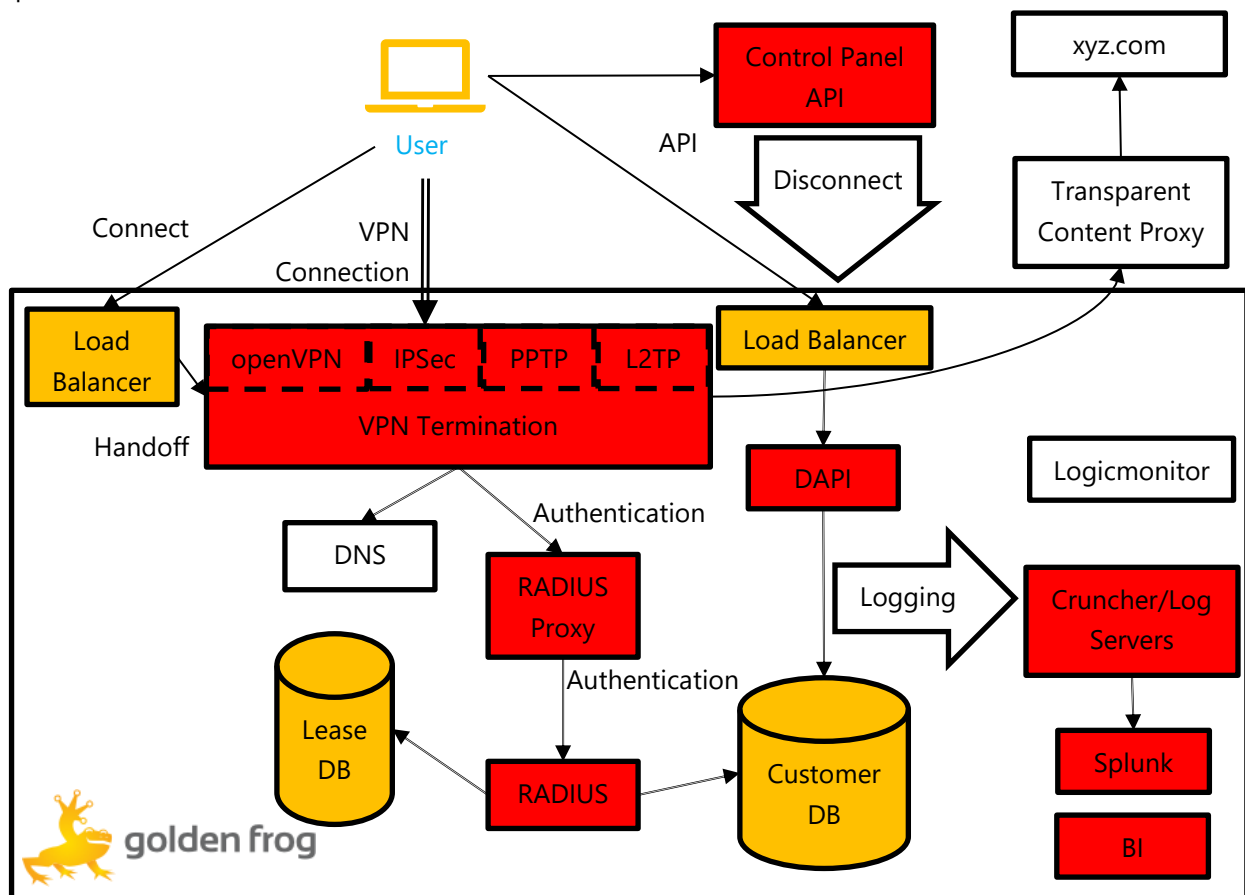 Control Panel
API
xyz.com
User
API
Disconnect
Transparent
Content Proxy
Connect
VPN
Connection
Load
Balancer
openVPN
IPSec
PPTP
L2TP
VPN Termination
Load Balancer
Handoff
DAPI
Logicmonitor
Authentication
DNS
RADIUS
Proxy
Logging
Cruncher/Log
Servers
Authentication
Lease
DB
RADIUS
Customer
DB
Splunk
BI
golden frog